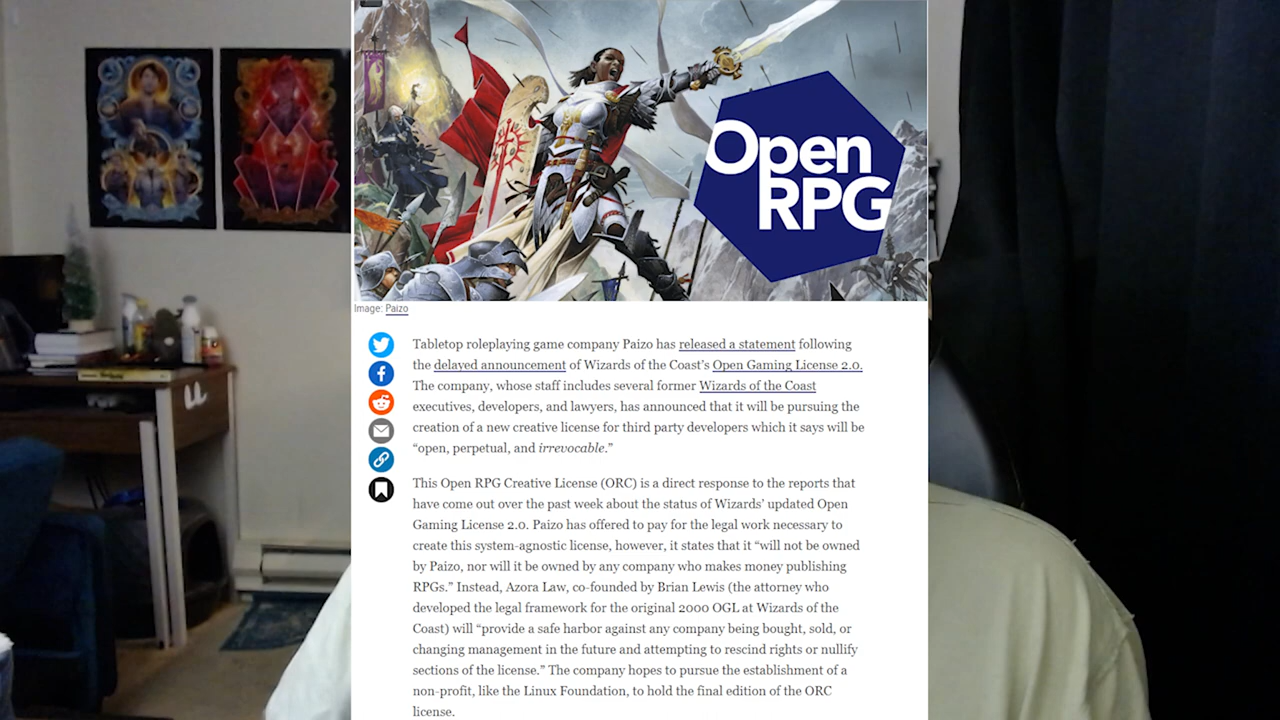 Open
RPG
Image: Paizo
Tabletop roleplaying game company Paizo has released a statement following
the delayed announcement of Wizards of the Coast’s Open Gaming License 2.0.
The company, whose staff includes several former Wizards of the Coast
executives, developers, and lawyers, has announced that it will be pursuing the
creation of a new creative license for third party developers which it says will be
“open, perpetual, and irrevocable.”
This Open RPG Creative License (ORC) is a direct response to the reports that
have come out over the past week about the status of Wizards’ updated Open
Gaming License 2.0. Paizo has offered to pay for the legal work necessary to
create this system-agnostic license, however, it states that it “will not be owned
by Paizo, nor will it be owned by any company who makes money publishing
RPGs.” Instead, Azora Law, co-founded by Brian Lewis (the attorney who
developed the legal framework for the original 2000 OGL at Wizards of the
Coast) will “provide a safe harbor against any company being bought, sold, or
changing management in the future and attempting to rescind rights or nullify
sections of the license.” The company hopes to pursue the establishment of a
non-profit, like the Linux Foundation, to hold the final edition of the ORC
license.